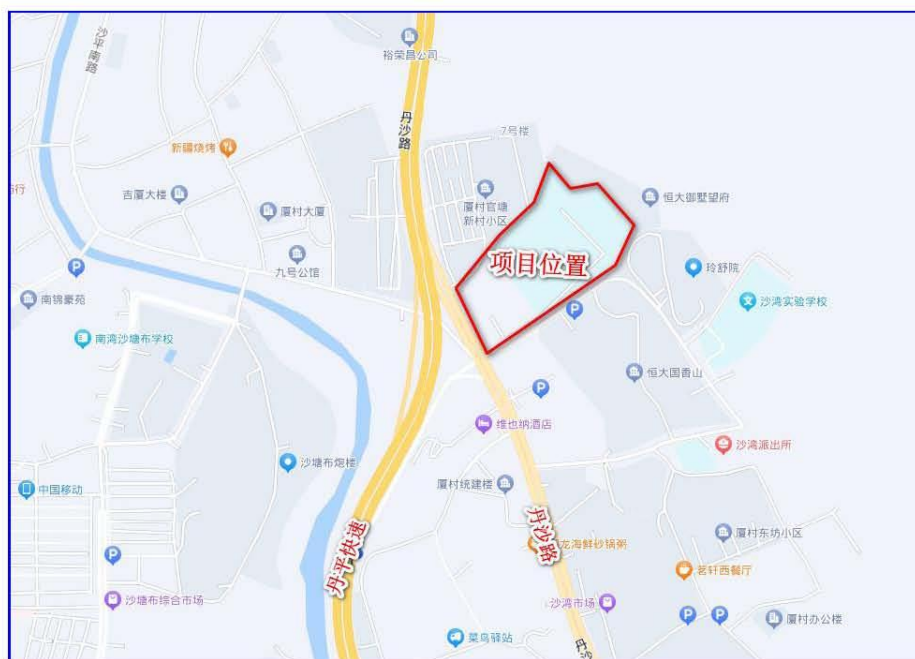 裕荣昌公司
沙平南路
丹沙路
7号楼
新疆烧烤
行
吉厦大楼
厦村大厦
厦村官塘
新村小区
恒大御墅望府
九号公馆
项目位置
玲舒院
南锦豪苑
P
沙湾实验学校
P
南湾沙塘布学校
恒大国香山
P
维也纳酒店
沙湾派出所
沙塘布炮楼
厦村统建楼
中国移动
丹平快速
丹沙路
龙海鲜砂锅粥
厦村东坊小区
P
茗轩西餐厅
沙塘布综合市场
沙湾市场
P
P
厦村办公楼
菜鸟驿站
丹沙